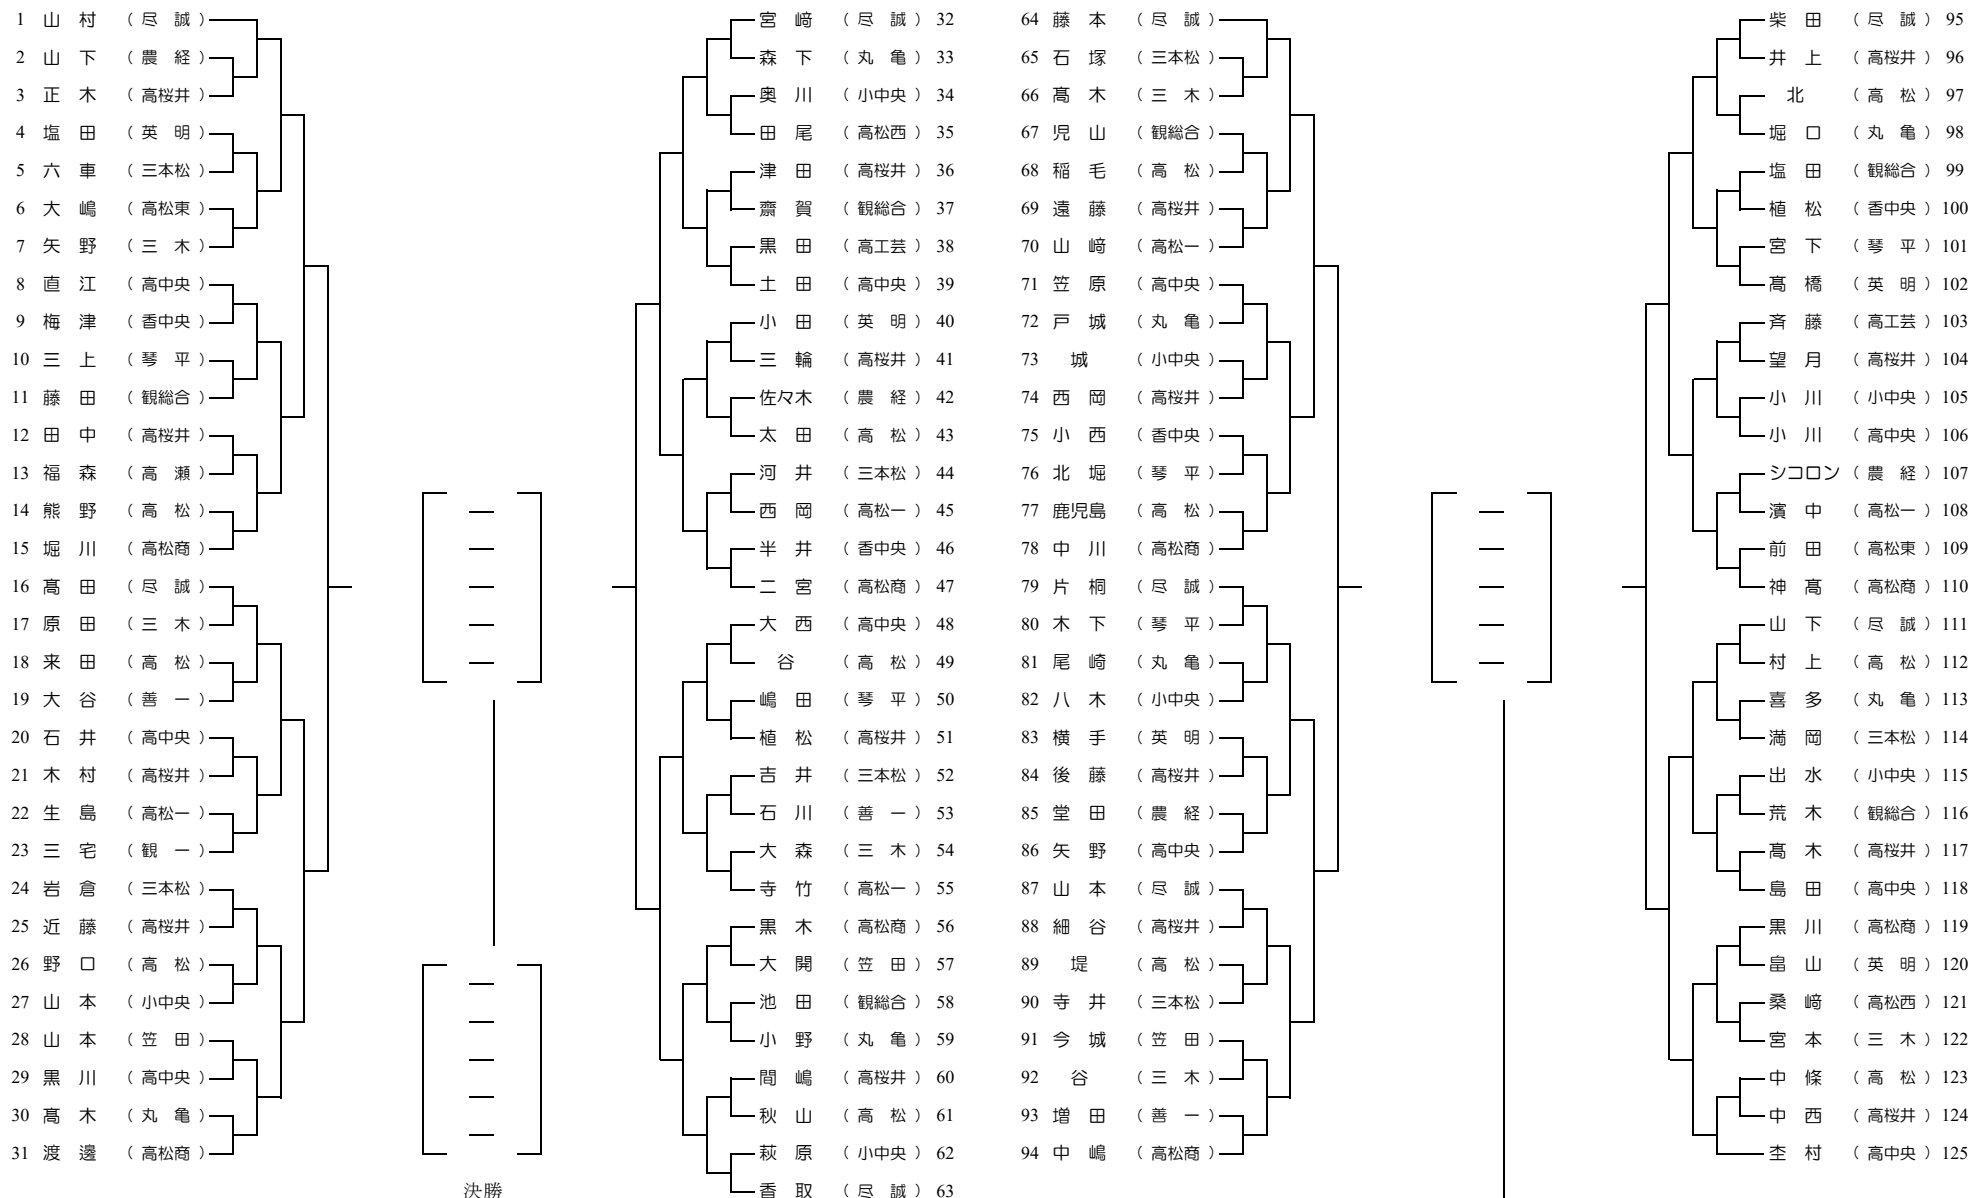 1 山村 （尽誠）
2 山下 （農経）
3 正木 （高桜井）
4 塩田 （英明）
5 六車 （三本松）
6 大嶋 （高松東）
7 矢野 （三木）
8 直江 （高中央）
9 梅津 （香中央）
10 三上 （琴平）
11 藤田 （観総合）
12 田中 （高桜井）
13 福森 （高瀬）
14 熊野 （高松）
15 堀川 （高松商）
16 髙田 （尽誠）
17 原田 （三木）
18 来田 （高松）
19 大谷 （善一）
20 石井 （高中央）
21 木村 （高桜井）
22 生島 （高松一）
23 三宅 （観一）
24 岩倉 （三本松）
25 近藤 （高桜井）
26 野口 （高松）
27 山本 （小中央）
28 山本 （笠田）
29 黒川 （高中央）
30 髙木 （丸亀）
31 渡邊 （高松商）
決勝
宮﨑 （尽誠） 32
森下 （丸亀） 33
奥川 （小中央） 34
田尾 （高松西） 35
津田 （高桜井） 36
齋賀 （観総合） 37
黒田 （高工芸） 38
土田 （高中央） 39
小田 （英明） 40
三輪 （高桜井） 41
佐々木 （農経） 42
太田 （高松） 43
河井 （三本松） 44
西岡 （高松一） 45
半井 （香中央） 46
二宮 （高松商） 47
大西 （高中央） 48
谷 （高松） 49
嶋田 （琴平） 50
植松 （高桜井） 51
吉井 （三本松） 52
石川 （善一） 53
大森 （三木） 54
寺竹 （高松一） 55
黒木 （高松商） 56
大開 （笠田） 57
池田 （観総合） 58
小野 （丸亀） 59
間嶋 （高桜井） 60
秋山 （高松） 61
萩原 （小中央） 62
香取 （尽誠） 63
64 藤本 （尽誠）
65 石塚 （三本松）
66 髙木 （三木）
67 児山 （観総合）
68 稲毛 （高松）
69 遠藤 （高桜井）
70 山﨑 （高松一）
71 笠原 （高中央）
72 戸城 （丸亀）
73 城 （小中央）
74 西岡 （高桜井）
75 小西 （香中央）
76 北堀 （琴平）
77 鹿児島 （高松）
78 中川 （高松商）
79 片桐 （尽誠）
80 木下 （琴平）
81 尾崎 （丸亀）
82 八木 （小中央）
83 横手 （英明）
84 後藤 （高桜井）
85 堂田 （農経）
86 矢野 （高中央）
87 山本 （尽誠）
88 細谷 （高桜井）
89 堤 （高松）
90 寺井 （三本松）
91 今城 （笠田）
92 谷 （三木）
93 増田 （善一）
94 中嶋 （高松商）
柴田 （尽誠） 95
井上 （高桜井） 96
北 （高松） 97
堀口 （丸亀） 98
塩田 （観総合） 99
植松 （香中央） 100
宮下 （琴平） 101
髙橋 （英明） 102
斉藤 （高工芸） 103
望月 （高桜井） 104
小川 （小中央） 105
小川 （高中央） 106
シコロン （農経） 107
濱中 （高松一） 108
前田 （高松東） 109
神髙 （高松商） 110
山下 （尽誠） 111
村上 （高松） 112
喜多 （丸亀） 113
満岡 （三本松） 114
出水 （小中央） 115
荒木 （観総合） 116
髙木 （高桜井） 117
島田 （高中央） 118
黒川 （高松商） 119
畠山 （英明） 120
桑﨑 （高松西） 121
宮本 （三木） 122
中條 （高松） 123
中西 （高桜井） 124
杢村 （高中央） 125